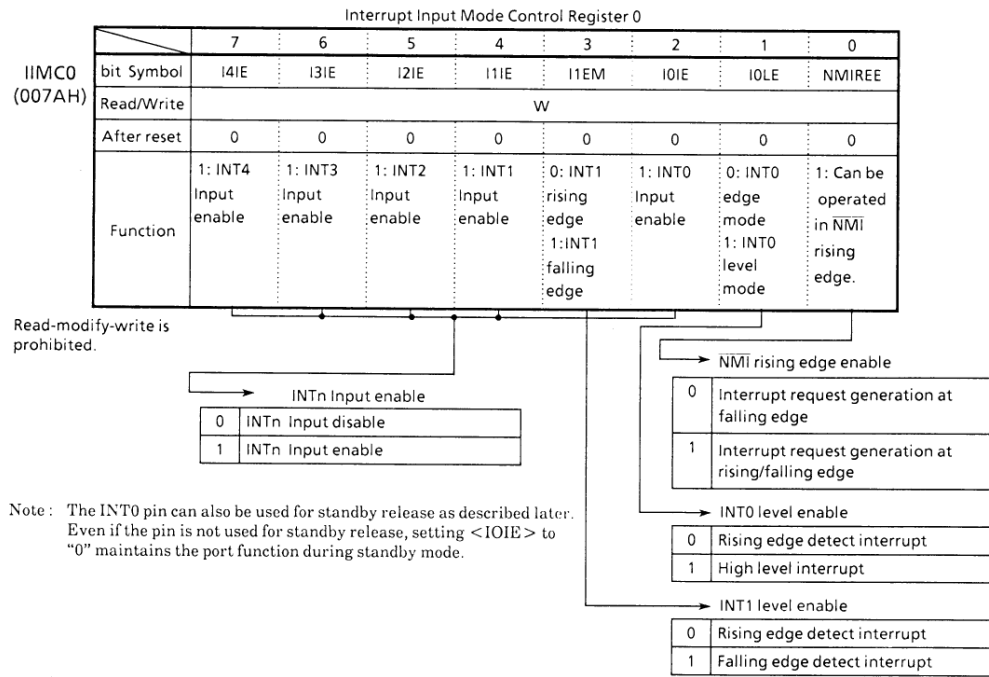 Interrupt Input Mode Control Register 0
7 6 5 4 3 2 1 0
IIMC0
(007AH)
bit Symbol I4IE I3IE I2IE I1IE I1EM I0IE I0LE NMIREE
Read/Write W
After reset 0 0 0 0 0 0 0 0
Function
1: INT4
Input
enable
1: INT3
Input
enable
1: INT2
Input
enable
1: INT1
Input
enable
0: INT1
rising
edge
1:INT1
falling
edge
1: INT0
Input
enable
0: INT0
edge
mode
1: INT0
level
mode
1: Can be
operated
in N̅M̅I̅
rising
edge.
Read-modify-write is
prohibited.
INTn Input enable
0 INTn Input disable
1 INTn Input enable
N̅M̅I̅ rising edge enable
0 Interrupt request generation at
falling edge
1 Interrupt request generation at
rising/falling edge
Note : The INT0 pin can also be used for standby release as described later.
Even if the pin is not used for standby release, setting <IOIE> to
“0” maintains the port function during standby mode.
INT0 level enable
0 Rising edge detect interrupt
1 High level interrupt
INT1 level enable
0 Rising edge detect interrupt
1 Falling edge detect interrupt